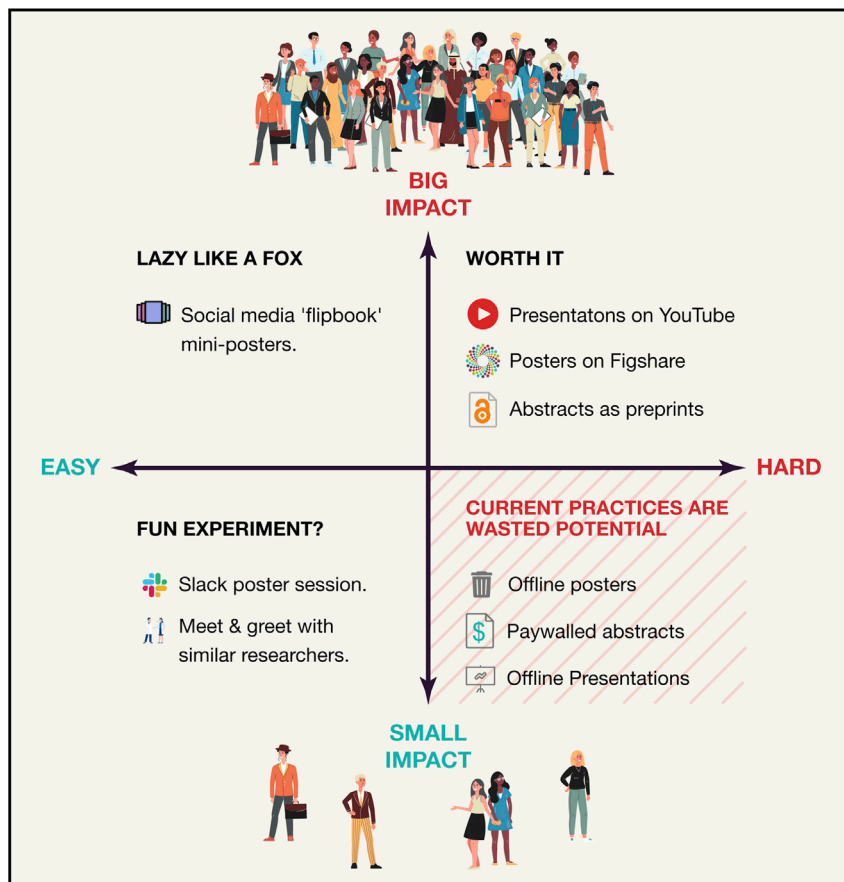 BIG
IMPACT
LAZY LIKE A FOX
Social media 'flipbook'
mini-posters.
WORTH IT
Presentatons on YouTube
Posters on Figshare
Abstracts as preprints
EASY
HARD
FUN EXPERIMENT?
Slack poster session.
Meet & greet with
similar researchers.
CURRENT PRACTICES ARE
WASTED POTENTIAL
Offline posters
$
Paywalled abstracts
Offline Presentations
SMALL
IMPACT